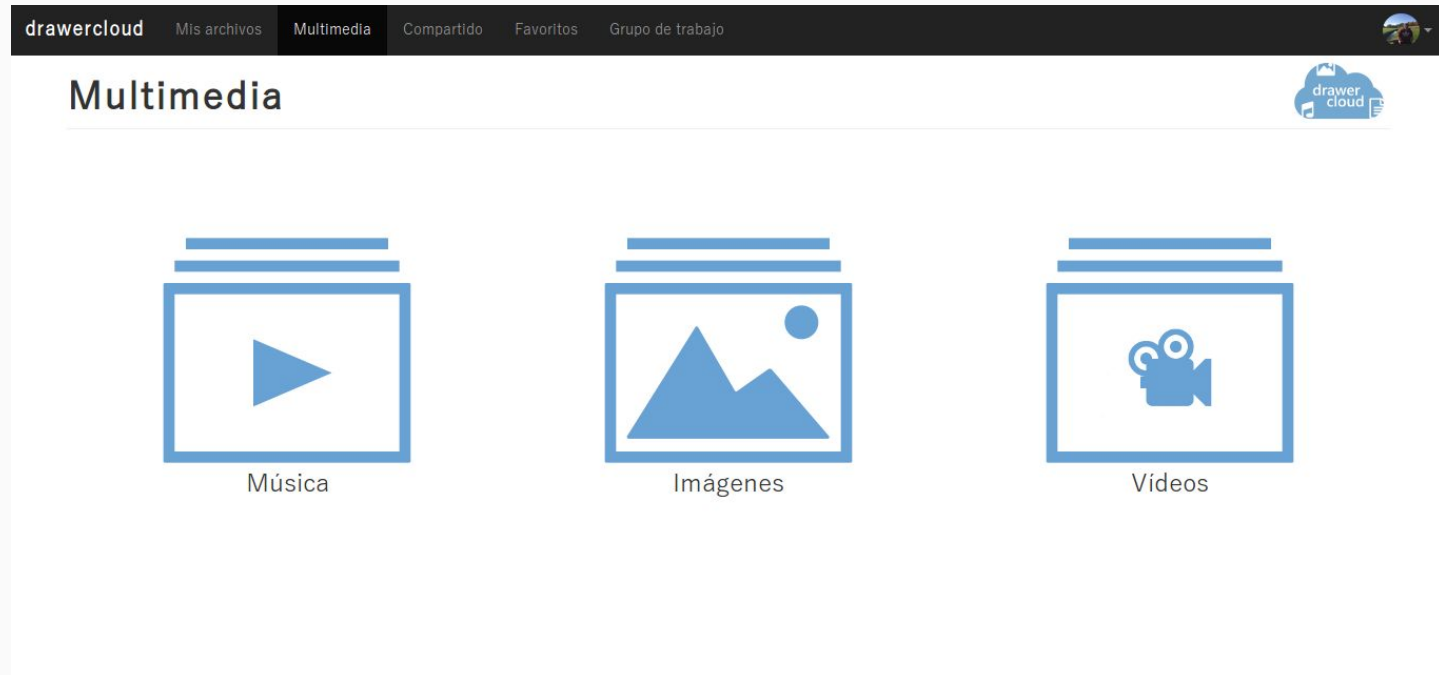 drawercloud Mis archivos Multimedia Compartido Favoritos Grupo de trabajo
Multimedia
drawer
cloud
Música Imágenes Vídeos